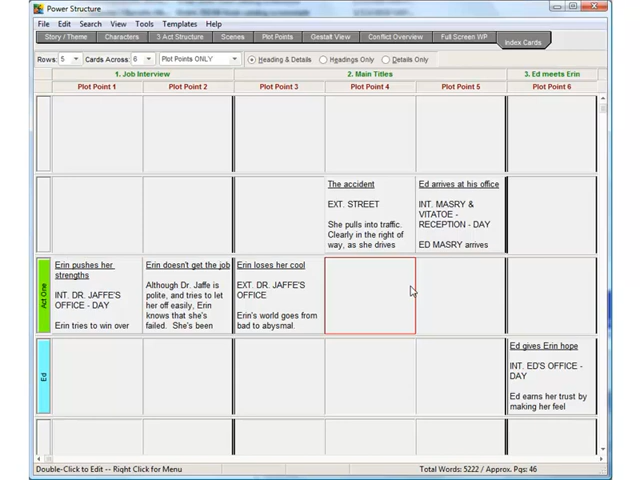 Power Structure
File Edit Search View Tools Templates Help
Story / Theme Characters 3 Act Structure Scenes Plot Points Gestalt View Conflict Overview Full Screen WP Index Cards
Rows: 5 Cards Across: 6 Plot Points ONLY Heading & Details Headings Only Details Only
1. Job Interview 2. Main Titles 3. Ed meets Erin
Plot Point 1 Plot Point 2 Plot Point 3 Plot Point 4 Plot Point 5 Plot Point 6
The accident
EXT. STREET
She pulls into traffic.
Clearly in the right of
way, as she drives
Ed arrives at his office
INT. MASRY &
VITATOE -
RECEPTION - DAY
ED MASRY arrives
Act One
Erin pushes her
strengths
INT. DR. JAFFE'S
OFFICE - DAY
Erin tries to win over
Erin doesn't get the job
Although Dr. Jaffe is
polite, and tries to let
her off easily, Erin
knows that she's
failed. She's been
Erin loses her cool
EXT. DR. JAFFE'S
OFFICE
Erin's world goes from
bad to abysmal.
Ed
Ed gives Erin hope
INT. ED'S OFFICE -
DAY
Ed earns her trust by
making her feel
Double-Click to Edit -- Right Click for Menu
Total Words: 5222 / Approx. Pgs: 46